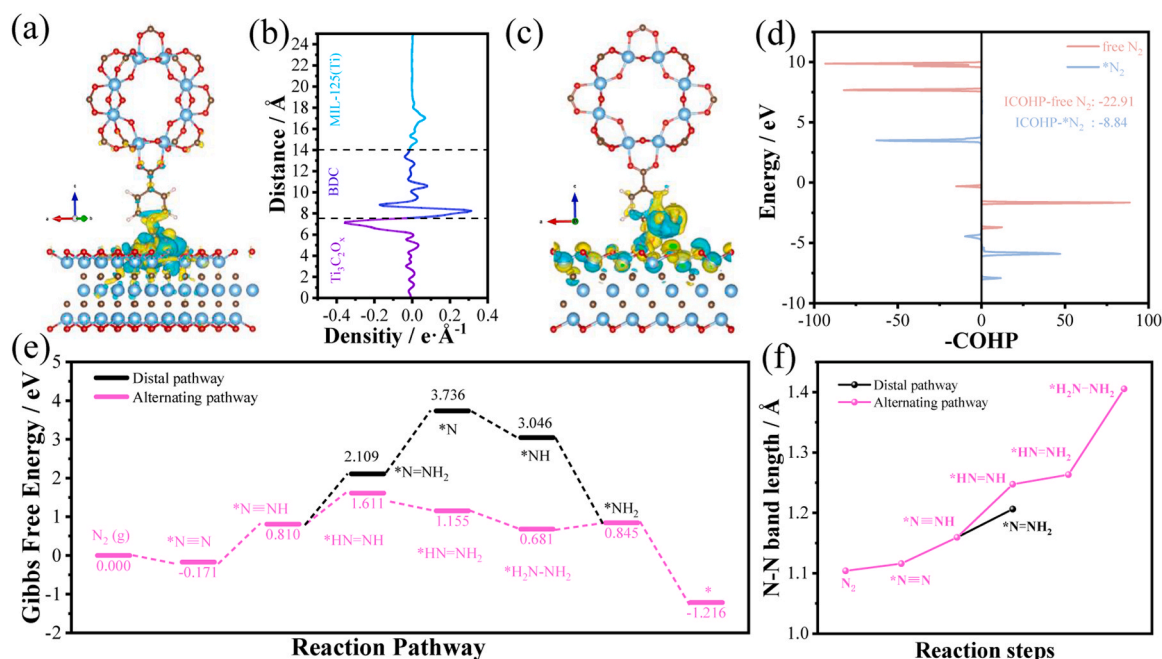 (a)
(b)
24
22
20
18
16
14
12
10
8
6
4
2
0
Distance / Å
MIL-125(Ti)
BDC
Ti₃C₂Oₓ
-0.4
-0.2
0.0
0.2
0.4
Densitiy / e·Å⁻¹
(c)
(d)
10
5
0
-5
-10
Energy / eV
free N₂
*N₂
ICOHP-free N₂: -22.91
ICOHP-*N₂ : -8.84
-100
-50
0
50
100
-COHP
(e)
5
4
3
2
1
0
-1
-2
Gibbs Free Energy / eV
Distal pathway
Alternating pathway
3.736
*N
3.046
*NH
2.109
*N=NH₂
*N≡NH
0.810
1.611
*HN=NH
1.155
*HN=NH₂
0.681
*H₂N-NH₂
*NH₂
0.845
N₂ (g)
0.000
*N≡N
-0.171
*
-1.216
Reaction Pathway
(f)
1.4
1.3
1.2
1.1
1.0
N-N band length / Å
Distal pathway
Alternating pathway
*H₂N−NH₂
*HN=NH₂
*HN=NH
*N≡NH
*N=NH₂
N₂
*N≡N
Reaction steps